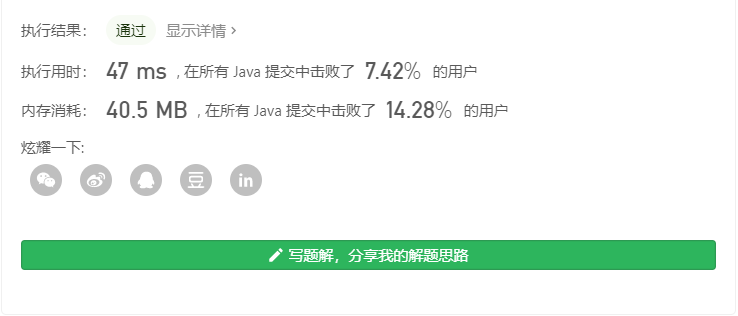 执行结果： 通过 显示详情 ›
执行用时： 47 ms , 在所有 Java 提交中击败了 7.42% 的用户
内存消耗： 40.5 MB , 在所有 Java 提交中击败了 14.28% 的用户
炫耀一下:
豆 in
写题解，分享我的解题思路